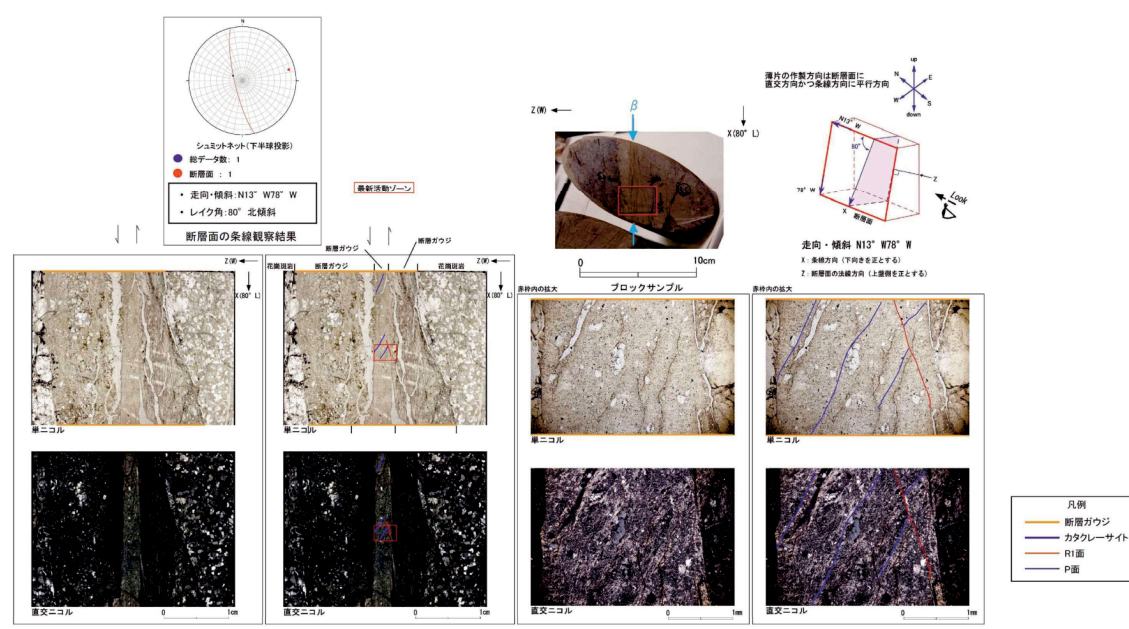 N
シュミットネット(下半球投影)
総データ数: 1
断層面 : 1
・ 走向・傾斜:N13° W78° W
・ レイク角:80° 北傾斜
断層面の条線観察結果
最新活動ゾーン
Z(W)
β
X(80° L)
0 10cm
ブロックサンプル
薄片の作製方向は断層面に
直交方向かつ条線方向に平行方向
up
N
E
W
S
down
N13° W
80°
Z
78° W
X
断層面
Look
走向・傾斜 N13° W78° W
X:条線方向(下向きを正とする)
Z:断層面の法線方向(上盤側を正とする)
Z(W)
X(80° L)
単ニコル
直交ニコル
0 1cm
断層ガウジ
断層ガウジ
花崗斑岩
断層ガウジ
花崗斑岩
Z(W)
X(80° L)
単ニコル
直交ニコル
0 1cm
赤枠内の拡大
単ニコル
直交ニコル
0 1mm
赤枠内の拡大
単ニコル
直交ニコル
0 1mm
凡例
断層ガウジ
カタクレーサイト
R1面
P面